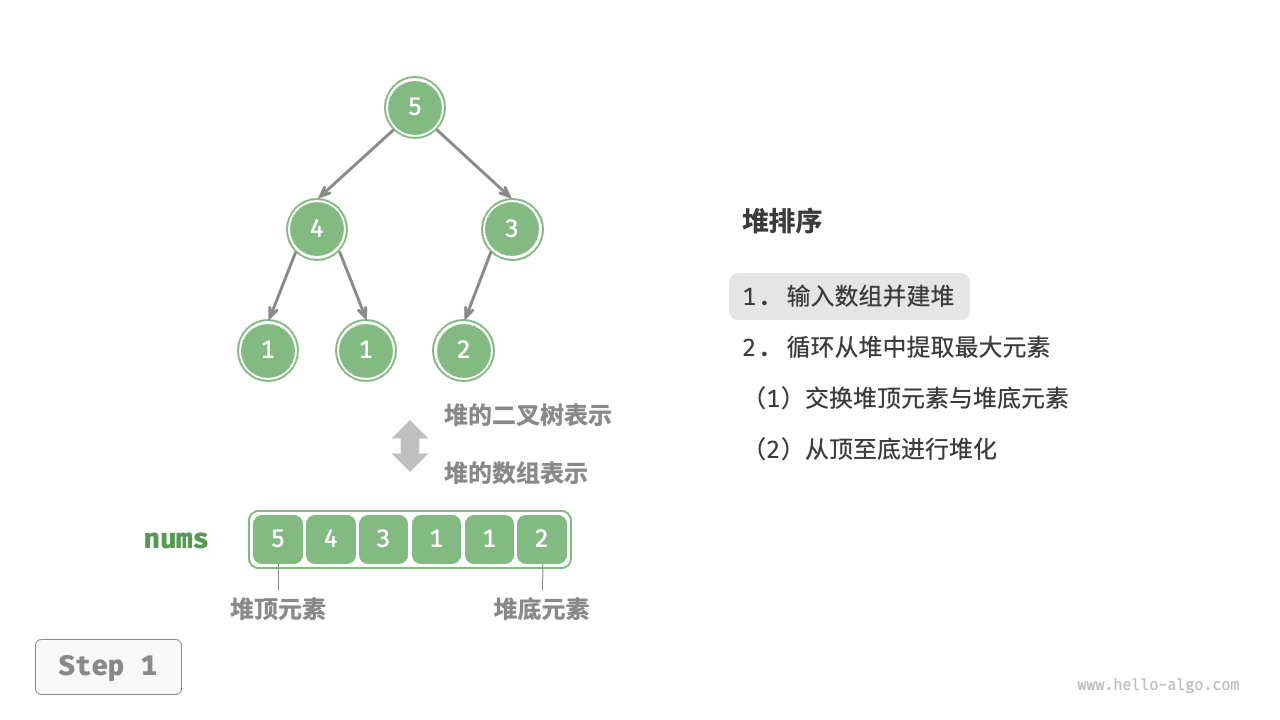 5
4 3
1 1 2
堆的二叉树表示
堆的数组表示
nums 5 4 3 1 1 2
堆顶元素 堆底元素
Step 1
堆排序
1. 输入数组并建堆
2. 循环从堆中提取最大元素
（1）交换堆顶元素与堆底元素
（2）从顶至底进行堆化
www.hello-algo.com